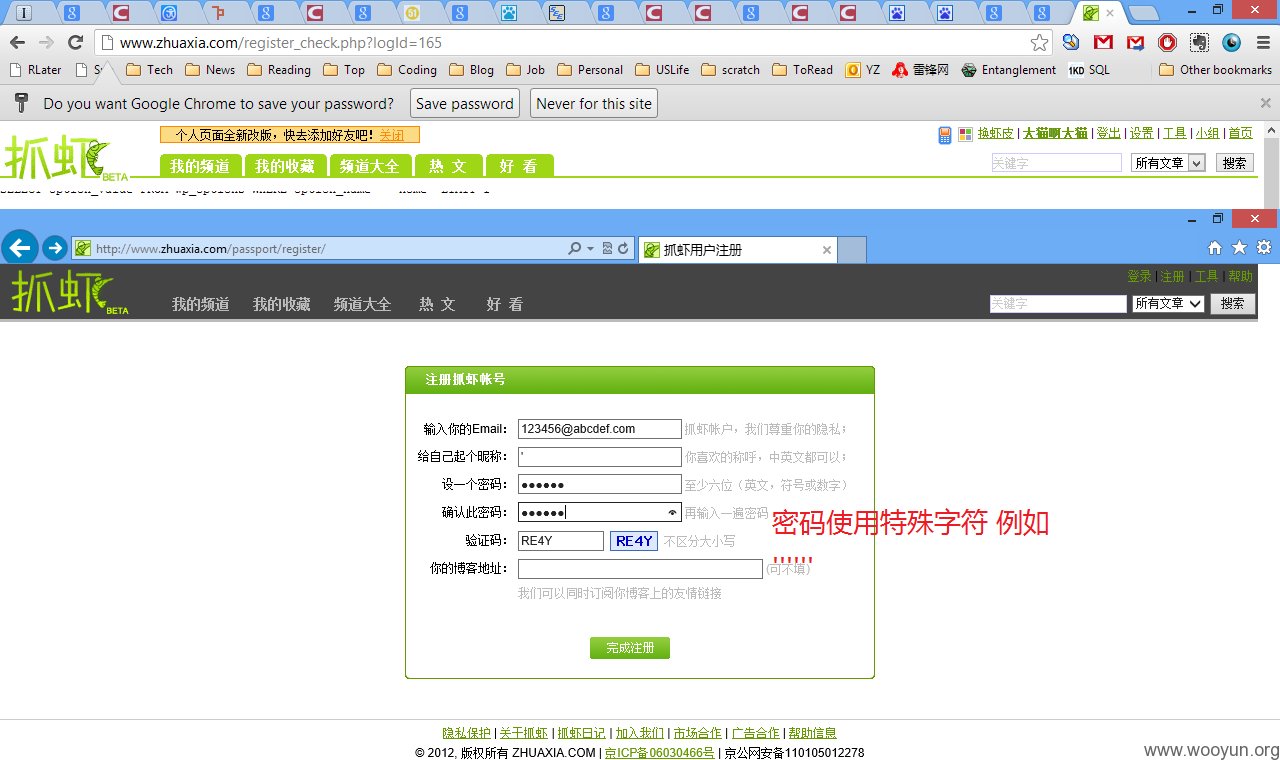 www.zhuaxia.com/register_check.php?logId=165
RLater
Tech
News
Reading
Top
Coding
Blog
Job
Personal
USLife
scratch
ToRead
YZ
雷锋网
Entanglement
1KD SQL
Other bookmarks
Do you want Google Chrome to save your password?
Save password
Never for this site
个人页面全新改版，快去添加好友吧！关闭
换虾皮 | 大猫啊大猫 | 登出 | 设置 | 工具 | 小组 | 首页
抓虾 BETA
我的频道 我的收藏 频道大全 热 文 好 看
关键字 所有文章 搜索
http://www.zhuaxia.com/passport/register/
抓虾用户注册
登录 | 注册 | 工具 | 帮助
抓虾 BETA
我的频道 我的收藏 频道大全 热 文 好 看
关键字 所有文章 搜索
注册抓虾帐号
输入你的Email： 123456@abcdef.com 抓虾帐户，我们尊重你的隐私；
给自己起个昵称： ' 你喜欢的称呼，中英文都可以；
设一个密码： ●●●●●● 至少六位（英文，符号或数字）
确认此密码： ●●●●●● 再输入一遍密码
密码使用特殊字符 例如
''''''
验证码： RE4Y RE4Y 不区分大小写
你的博客地址： (可不填)
我们可以同时订阅你博客上的友情链接
完成注册
隐私保护 | 关于抓虾 | 抓虾日记 | 加入我们 | 市场合作 | 广告合作 | 帮助信息
© 2012, 版权所有 ZHUAXIA.COM | 京ICP备06030466号 | 京公网安备110105012278
www.wooyun.org